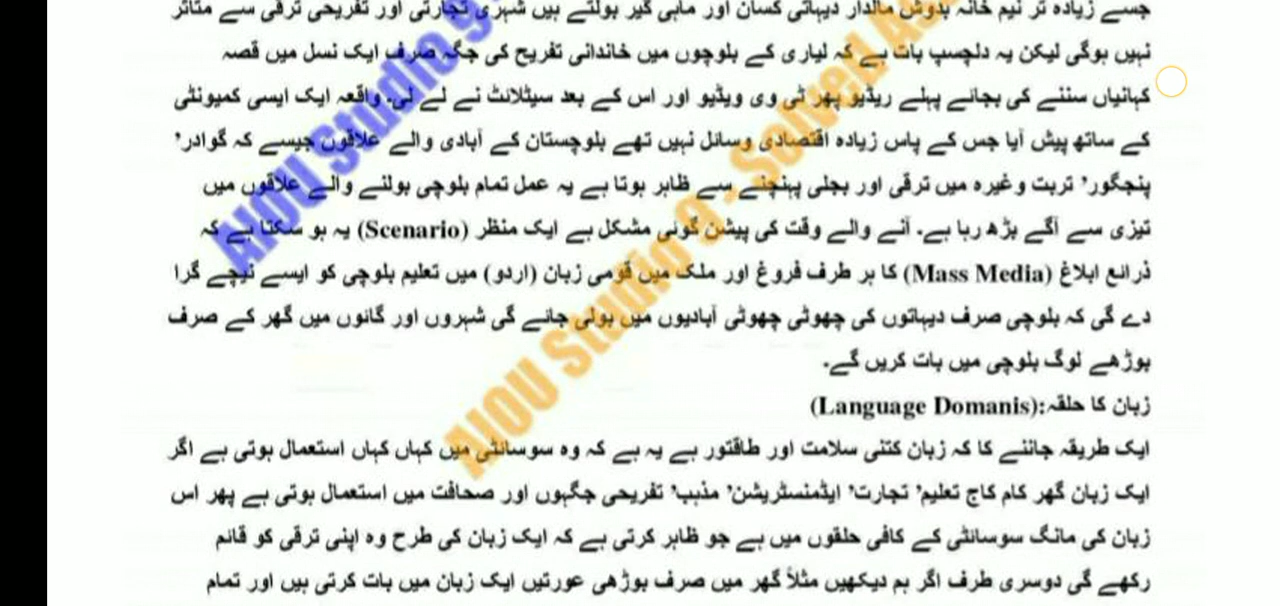 جسے زیادہ تر نیم خانہ بدوش مالدار دیہاتی کسان اور ماہی گیر بولتے ہیں شہری تجارتی اور تفریحی ترقی سے متاثر
نہیں ہوگی لیکن یہ دلچسپ بات ہے کہ لیاری کے بلوچوں میں خاندانی تفریح کی جگہ صرف ایک نسل میں قصہ
کہانیاں سننے کی بجائے پہلے ریڈیو پھر ٹی وی ویڈیو اور اس کے بعد سیٹلائٹ نے لے لی۔ واقعہ ایک ایسی کمیونٹی
کے ساتھ پیش آیا جس کے پاس زیادہ اقتصادی وسائل نہیں تھے بلوچستان کے آبادی والے علاقوں جیسے کہ گوادر’
پنجگور’ تربت وغیرہ میں ترقی اور بجلی پہنچنے سے ظاہر ہوتا ہے یہ عمل تمام بلوچی بولنے والے علاقوں میں
تیزی سے آگے بڑھ رہا ہے۔ آنے والے وقت کی پیشن گوئی مشکل ہے ایک منظر (Scenario) یہ ہو سکتا ہے کہ
ذرائع ابلاغ (Mass Media) کا ہر طرف فروغ اور ملک میں قومی زبان (اردو) میں تعلیم بلوچی کو ایسے نیچے گرا
دے گی کہ بلوچی صرف دیہاتوں کی چھوٹی چھوٹی آبادیوں میں بولی جائے گی شہروں اور گائوں میں گھر کے صرف
بوڑھے لوگ بلوچی میں بات کریں گے۔
زبان کا حلقہ:(Language Domanis)
ایک طریقہ جاننے کا کہ زبان کتنی سلامت اور طاقتور ہے یہ ہے کہ وہ سوسائٹی میں کہاں کہاں استعمال ہوتی ہے اگر
ایک زبان گھر کام کاج تعلیم’ تجارت’ ایڈمنسٹریشن’ مذہب’ تفریحی جگہوں اور صحافت میں استعمال ہوتی ہے پھر اس
زبان کی مانگ سوسائٹی کے کافی حلقوں میں ہے جو ظاہر کرتی ہے کہ ایک زبان کی طرح وہ اپنی ترقی کو قائم
رکھے گی دوسری طرف اگر ہم دیکھیں مثلاً گھر میں صرف بوڑھی عورتیں ایک زبان میں بات کرتی ہیں اور تمام
AIOU Studio 9
AIOU Studio 9 - Solved